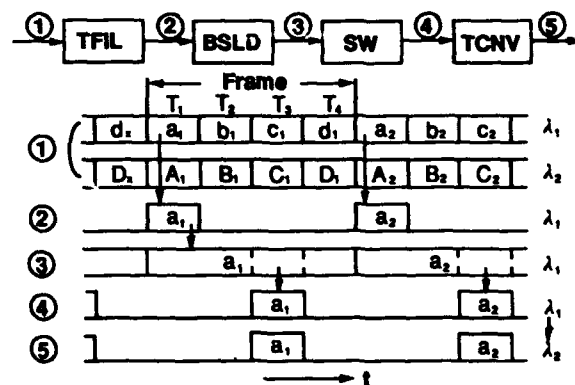 ① TFIL ② BSLD ③ SW ④ TCNV ⑤
Frame
T₁ T₂ T₃ T₄
① dₓ a₁ b₁ c₁ d₁ a₂ b₂ c₂ λ₁
Dₓ A₁ B₁ C₁ D₁ A₂ B₂ C₂ λ₂
② a₁ a₂ λ₁
③ a₁ a₂ λ₁
④ a₁ a₂ λ₁
⑤ a₁ a₂ λ₂
t